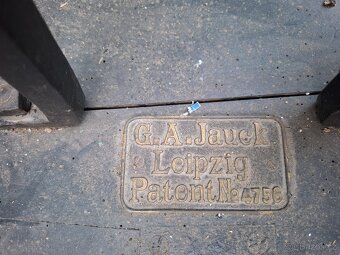 G.A.Jauck
Leipzig
Patent No 4756